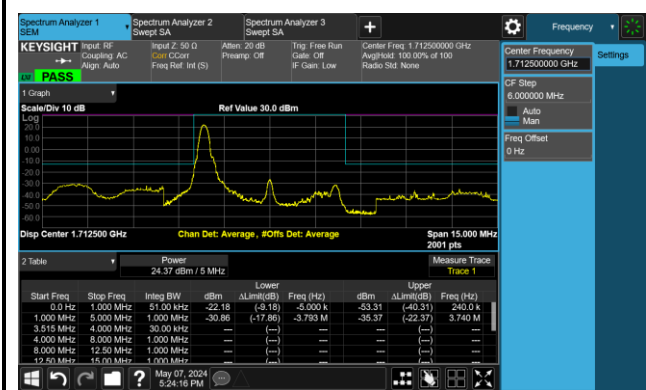 Spectrum Analyzer 1
SEM
Spectrum Analyzer 2
Swept SA
Spectrum Analyzer 3
Swept SA
+
Frequency
KEYSIGHT
Input: RF
Coupling: AC
Align: Auto
Input Z: 50 Ω
Corr CCorr
Freq Ref: Int (S)
Atten: 20 dB
Preamp: Off
Trig: Free Run
Gate: Off
IF Gain: Low
Center Freq: 1.712500000 GHz
Avg|Hold: 100.00% of 100
Radio Std: None
PASS
Center Frequency
1.712500000 GHz
Settings
CF Step
6.000000 MHz
Auto
Man
Freq Offset
0 Hz
1 Graph
Scale/Div 10 dB
Ref Value 30.0 dBm
Log
20.0
10.0
0.00
-10.0
-20.0
-30.0
-40.0
-50.0
-60.0
Disp Center 1.712500 GHz
Chan Det: Average, #Offs Det: Average
Span 15.000 MHz
2001 pts
2 Table
Power
24.37 dBm / 5 MHz
Measure Trace
Trace 1
Lower
Upper
Start Freq Stop Freq Integ BW dBm ΔLimit(dB) Freq (Hz) dBm ΔLimit(dB) Freq (Hz)
0.0 Hz 1.000 MHz 51.00 kHz -22.18 (-9.18) -5.000 k -53.31 (-40.31) 240.0 k
1.000 MHz 5.000 MHz 1.000 MHz -30.86 (-17.86) -3.793 M -35.37 (-22.37) 3.740 M
3.515 MHz 4.000 MHz 30.00 kHz --- (---) --- --- (---) ---
4.000 MHz 8.000 MHz 1.000 MHz --- (---) --- --- (---) ---
8.000 MHz 12.50 MHz 1.000 MHz --- (---) --- --- (---) ---
12.50 MHz 15.00 MHz 1.000 MHz --- (---) --- --- (---) ---
?
May 07, 2024
5:24:16 PM